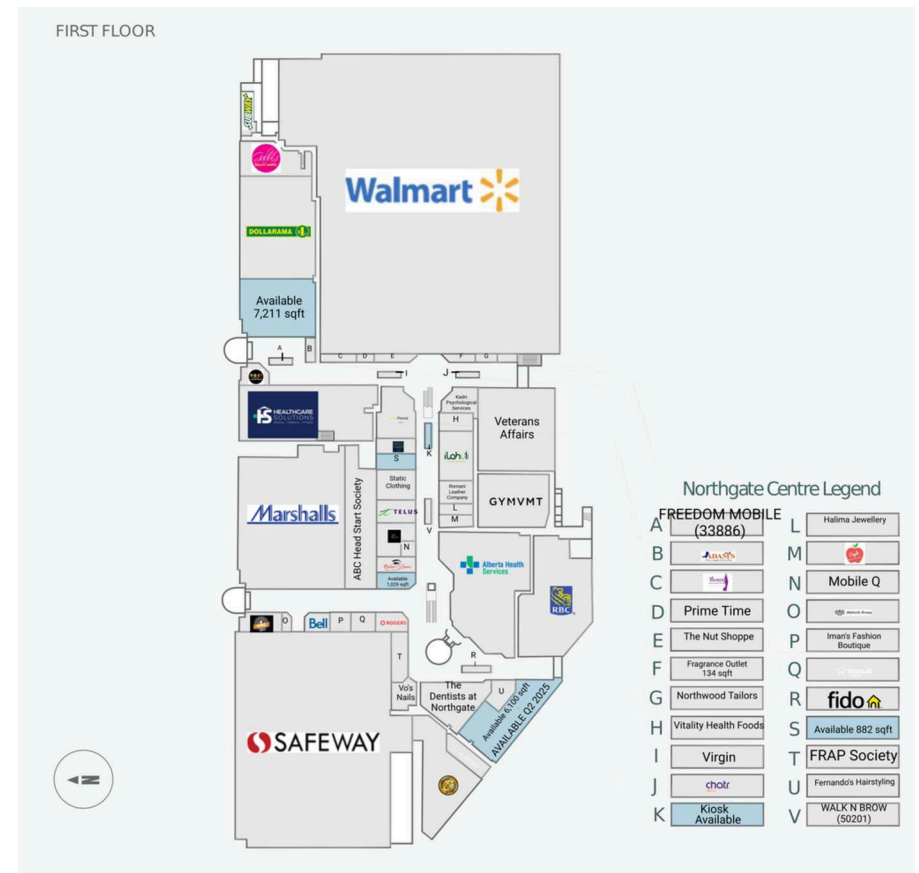 FIRST FLOOR
SUBWAY
Walmart
DOLLARAMA
Available
7,211 sqft
A
B
C
D
E
F
G
I
J
HEALTHCARE
SOLUTIONS
Kadri
Psychological
Services
H
Veterans
Affairs
K
S
Static
Clothing
Romani
Leather
Company
L
M
GYMVMT
Marshalls
ABC Head Start Society
TELUS
V
N
Available
1,029 sqft
Alberta Health
Services
RBC
O
Bell
P
Q
ROGERS
R
T
Vo's
Nails
The
Dentists at
Northgate
U
Available 6,100 sqft
AVAILABLE Q2 2025
SAFEWAY
N
Northgate Centre Legend
A FREEDOM MOBILE
(33886)
B ADASI'S
C
D Prime Time
E The Nut Shoppe
F Fragrance Outlet
134 sqft
G Northwood Tailors
H Vitality Health Foods
I Virgin
J chatr
K Kiosk
Available
L Halima Jewellery
M
N Mobile Q
O
P Iman's Fashion
Boutique
Q
R fido
S Available 882 sqft
T FRAP Society
U Fernando's Hairstyling
V WALK N BROW
(50201)